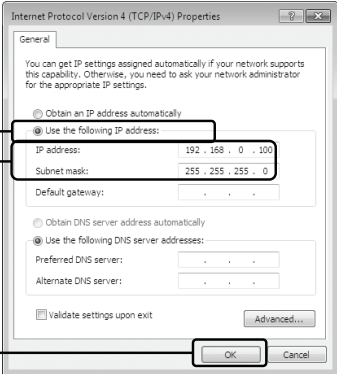 Internet Protocol Version 4 (TCP/IPv4) Properties
General
You can get IP settings assigned automatically if your network supports
this capability. Otherwise, you need to ask your network administrator
for the appropriate IP settings.
Obtain an IP address automatically
Use the following IP address:
IP address: 192 . 168 . 0 . 100
Subnet mask: 255 . 255 . 255 . 0
Default gateway: . . .
Obtain DNS server address automatically
Use the following DNS server addresses:
Preferred DNS server: . . .
Alternate DNS server: . . .
Validate settings upon exit
Advanced...
OK Cancel